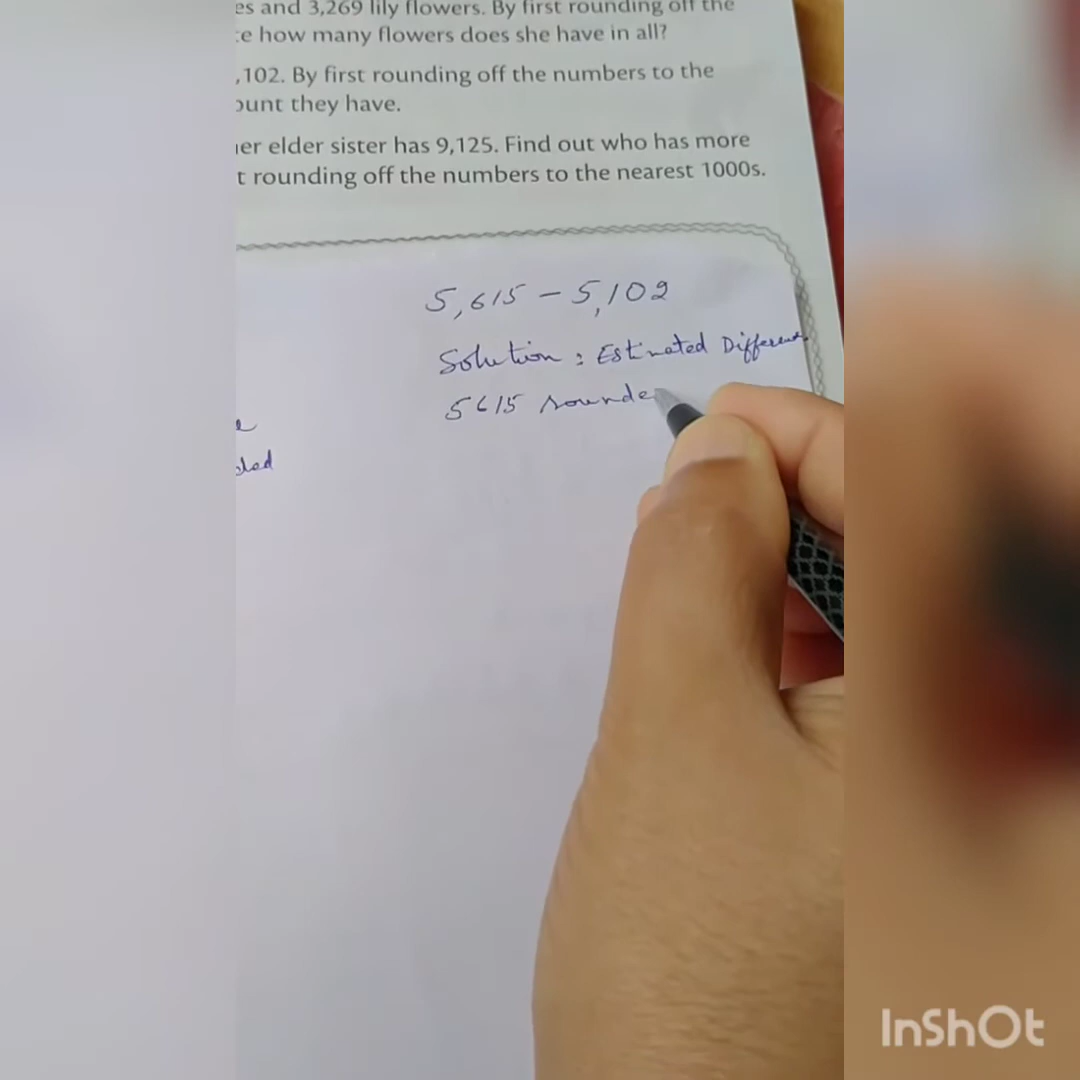 es and 3,269 lily flowers. By first rounding off the
e how many flowers does she have in all?
,102. By first rounding off the numbers to the
ount they have.
er elder sister has 9,125. Find out who has more
t rounding off the numbers to the nearest 1000s.
5,615 - 5,102
Solution : Estimated Different
5615 rounde
e
ded
InShOt